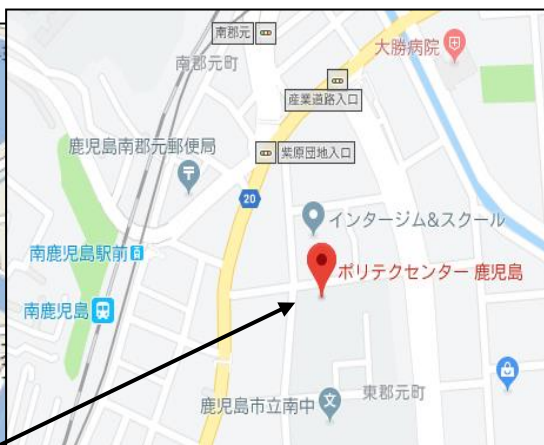 南郡元
南郡元町
大勝病院
産業道路入口
鹿児島南郡元郵便局
紫原団地入口
20
インタージム&スクール
南鹿児島駅前
ポリテクセンター 鹿児島
南鹿児島
東郡元町
鹿児島市立南中
文